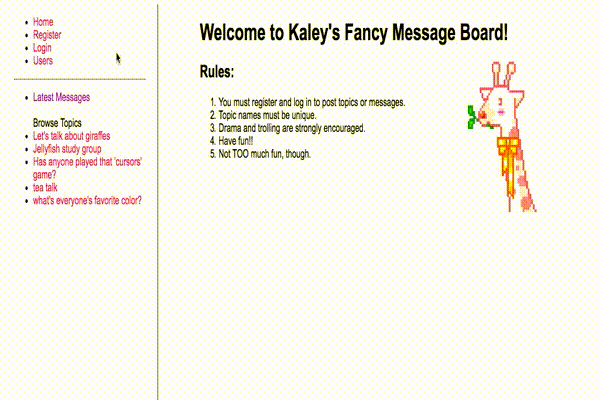 Home
Register
Login
Users
Latest Messages
Browse Topics
Let's talk about giraffes
Jellyfish study group
Has anyone played that 'cursors'
game?
tea talk
what's everyone's favorite color?
Welcome to Kaley's Fancy Message Board!
Rules:
1. You must register and log in to post topics or messages.
2. Topic names must be unique.
3. Drama and trolling are strongly encouraged.
4. Have fun!!
5. Not TOO much fun, though.